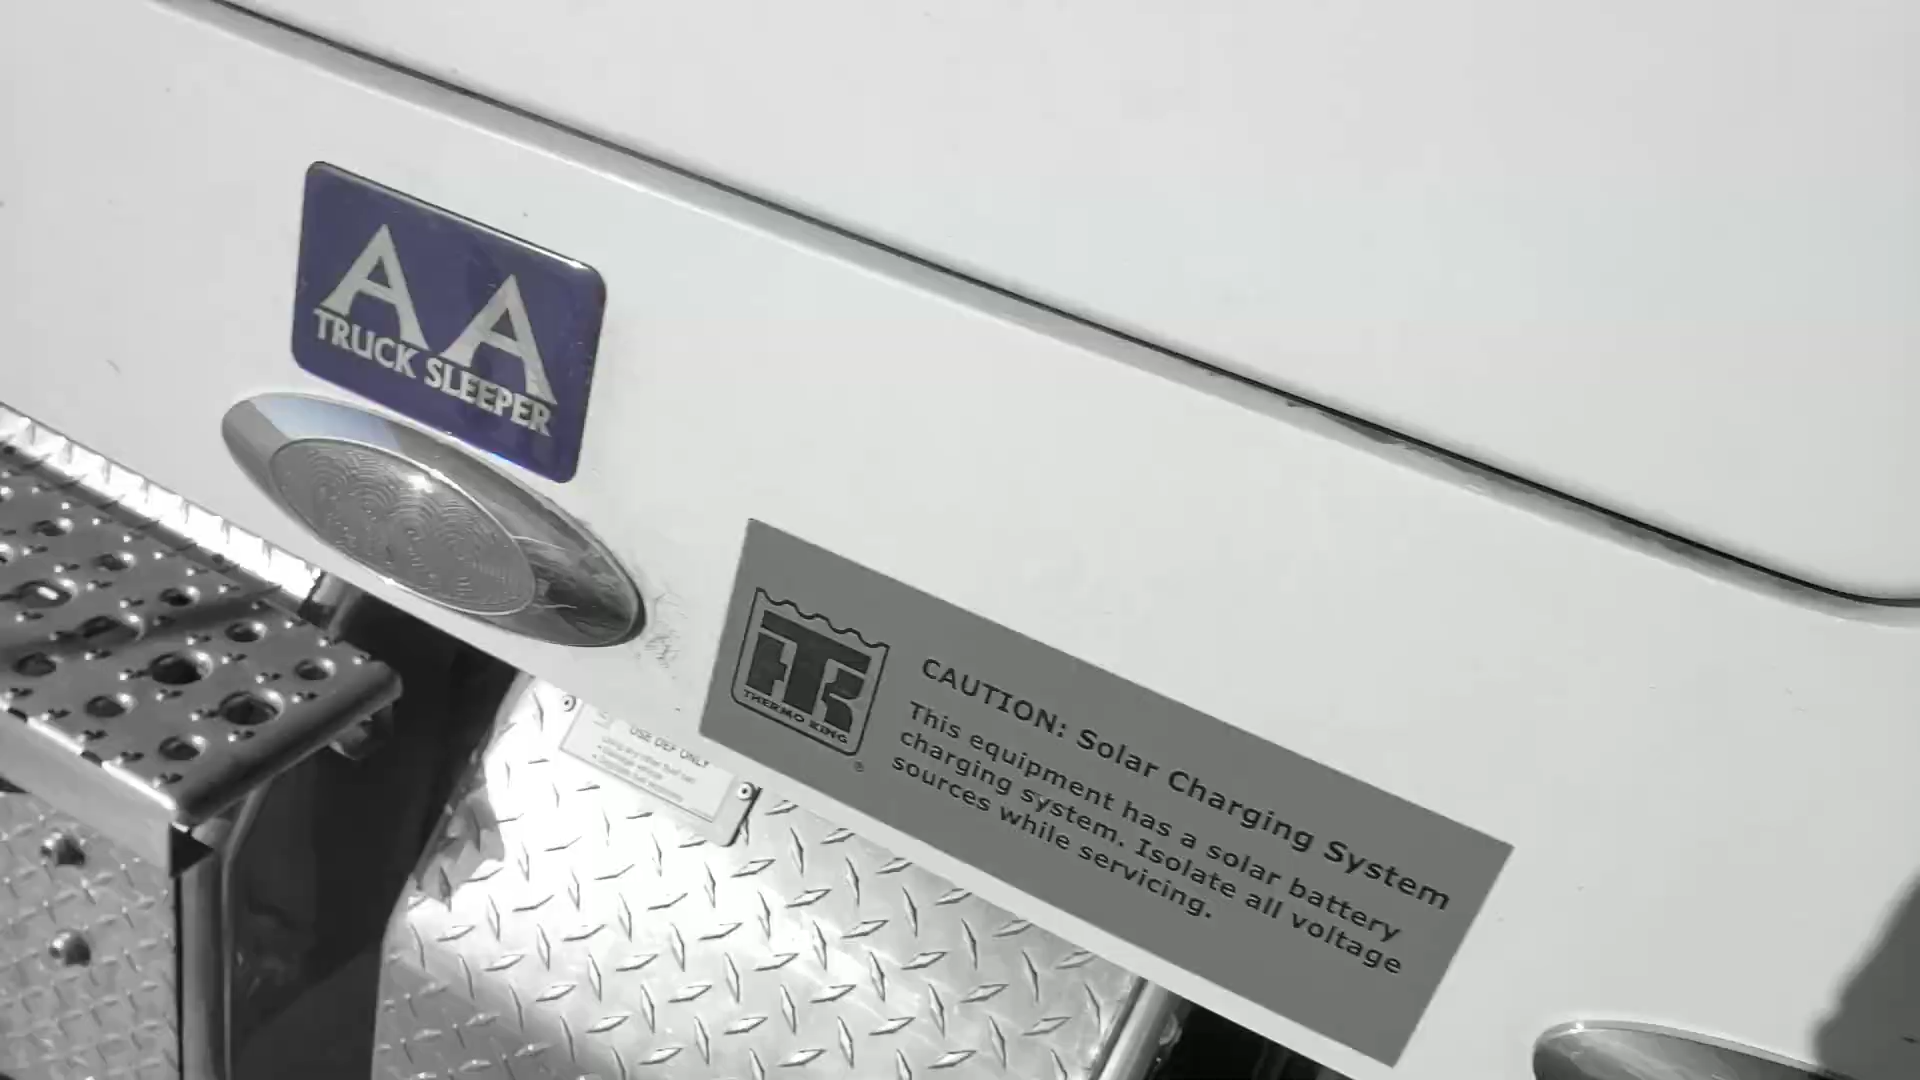 AA
TRUCK SLEEPER
THERMO KING
®
CAUTION: Solar Charging System
This equipment has a solar battery
charging system. Isolate all voltage
sources while servicing.
USE DEF ONLY